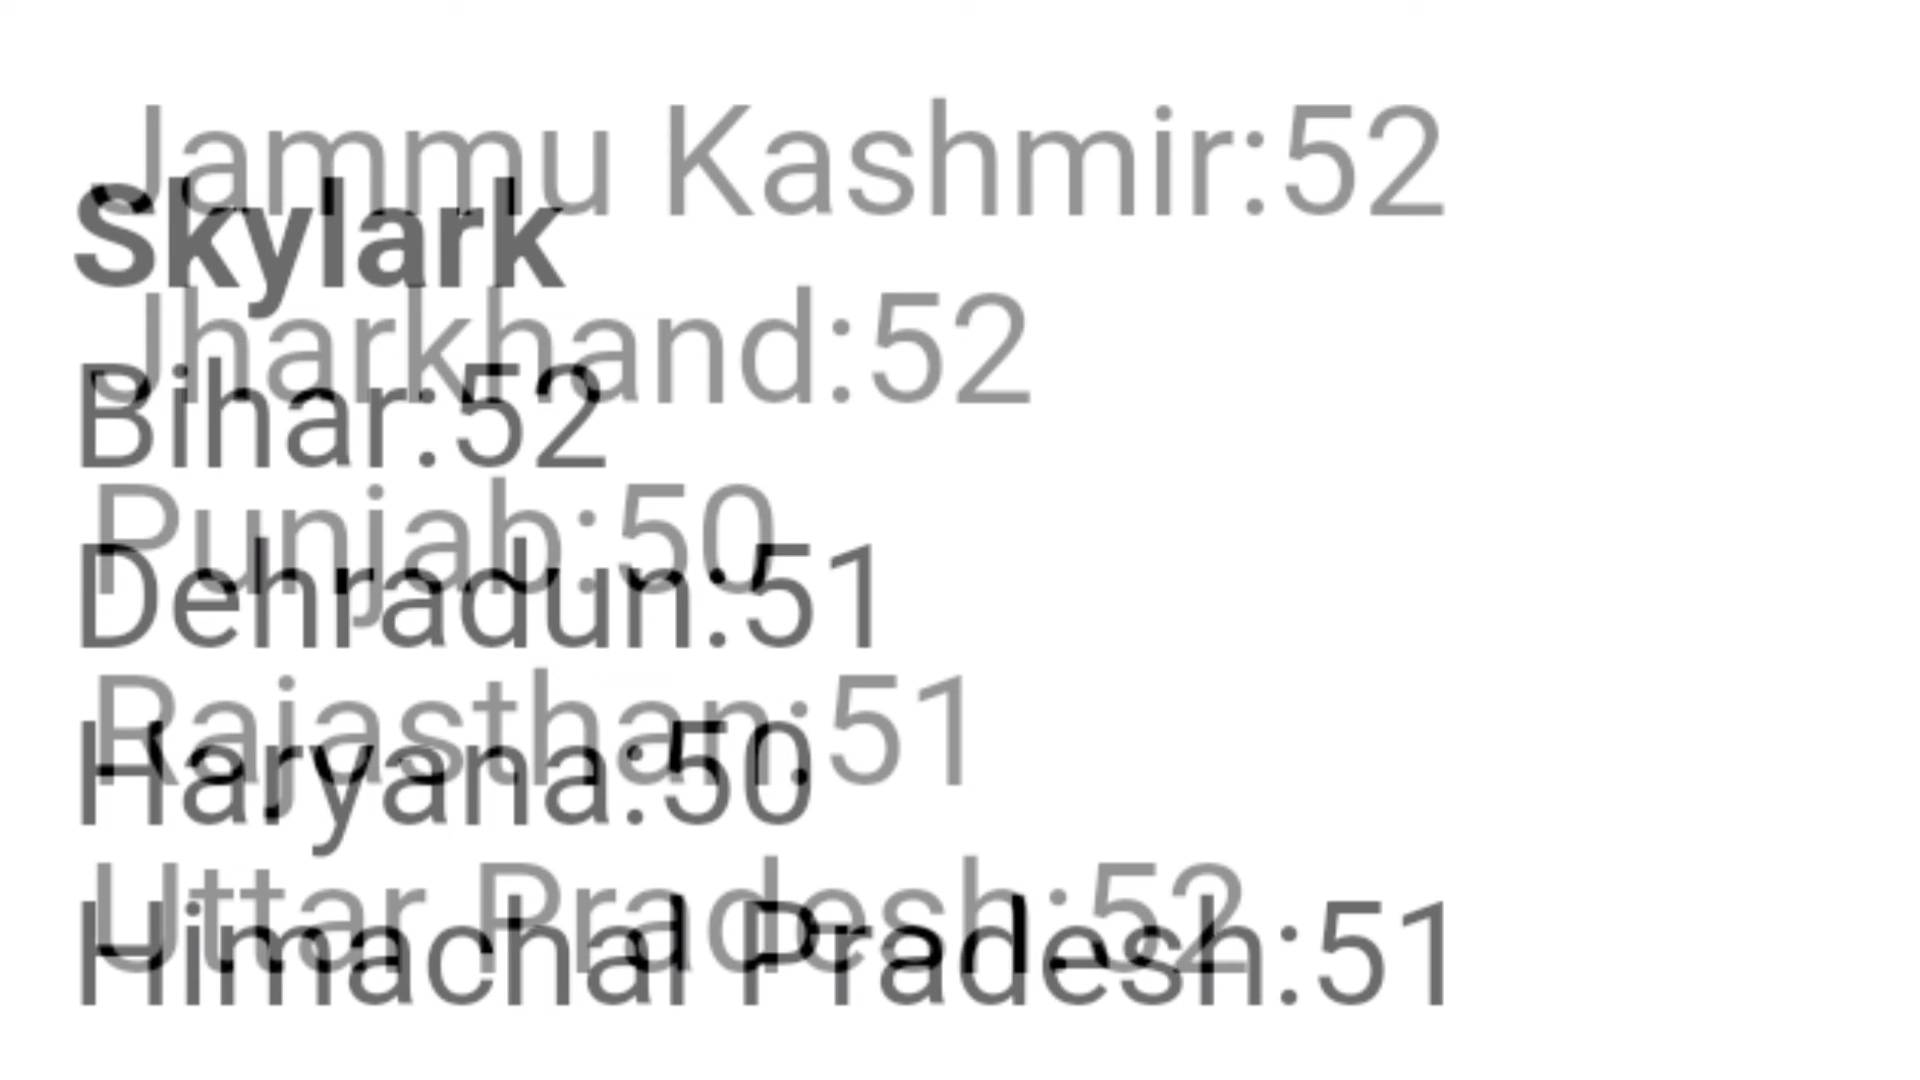 Jammu Kashmir:52
Skylark
Jharkhand:52
Bihar:52
Punjab:50
Dehradun:51
Rajasthan:51
Haryana:50
Uttar Pradesh:52
Himachal Pradesh:51